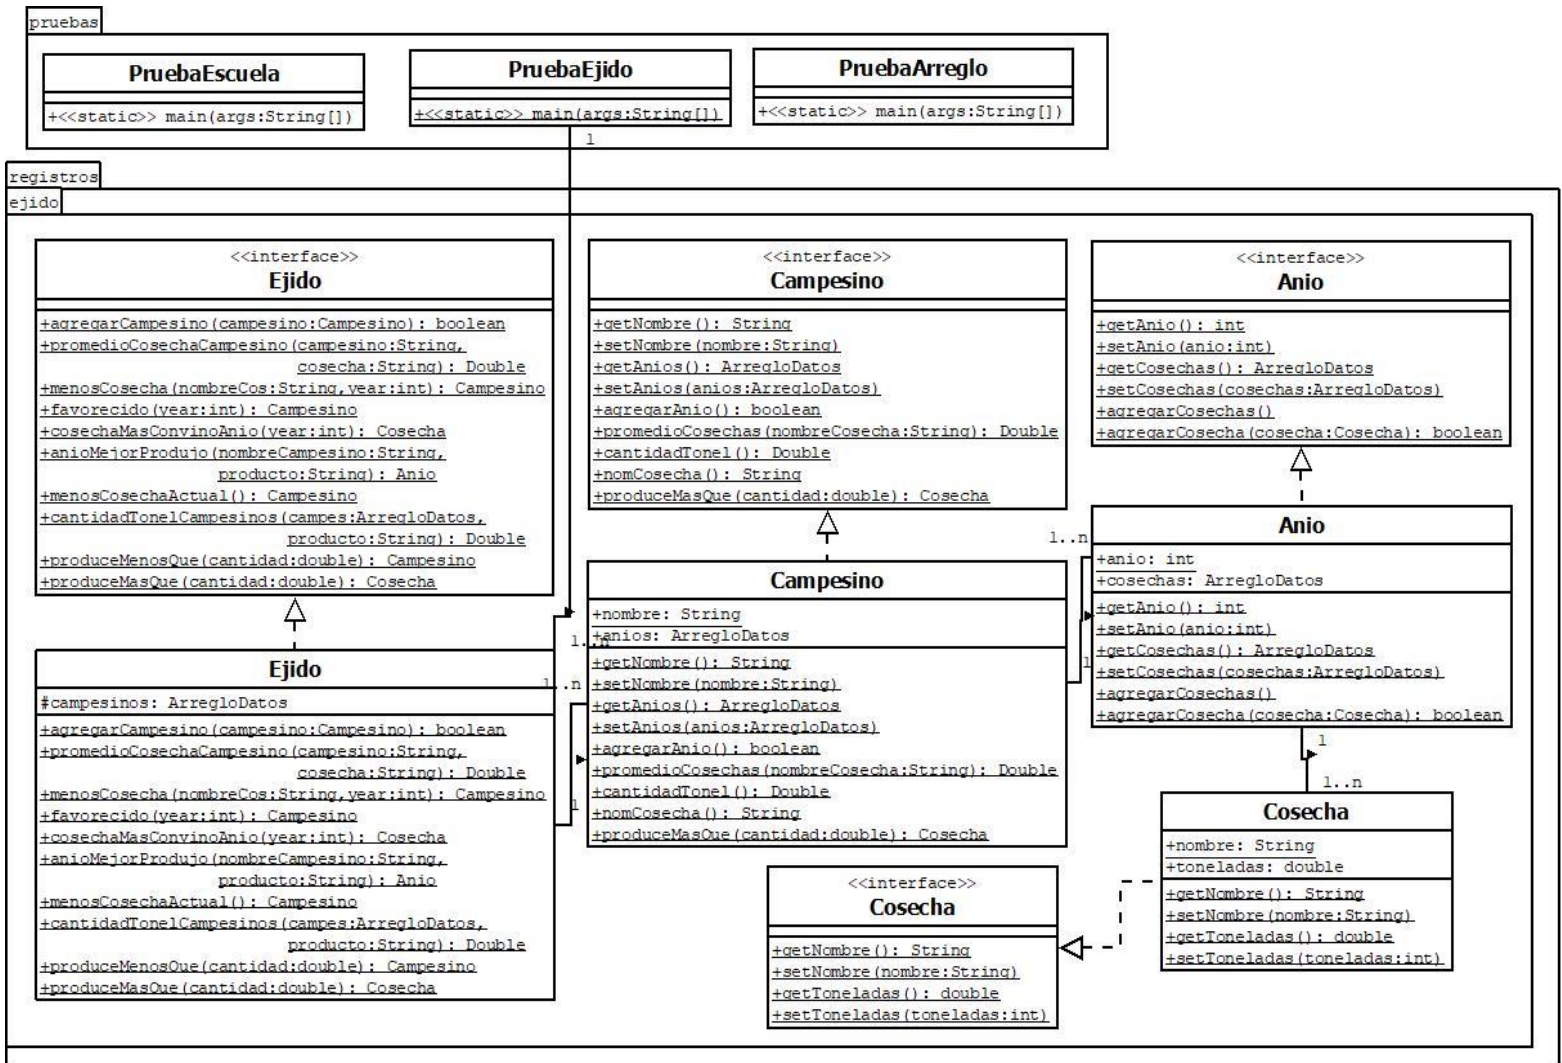 pruebas
PruebaEscuela
+<<static>> main(args:String[])
PruebaEjido
+<<static>> main(args:String[])
PruebaArreglo
+<<static>> main(args:String[])
1
registros
ejido
<<interface>>
Ejido
+agregarCampesino(campesino:Campesino): boolean
+promedioCosechaCampesino(campesino:String,
cosecha:String): Double
+menosCosecha(nombreCos:String,year:int): Campesino
+favorecido(year:int): Campesino
+cosechaMasConvinoAnio(year:int): Cosecha
+anioMejorProdujo(nombreCampesino:String,
producto:String): Anio
+menosCosechaActual(): Campesino
+cantidadTonelCampesinos(campes:ArregloDatos,
producto:String): Double
+produceMenosQue(cantidad:double): Campesino
+produceMasQue(cantidad:double): Cosecha
<<interface>>
Campesino
+getNombre(): String
+setNombre(nombre:String)
+getAnios(): ArregloDatos
+setAnios(anios:ArregloDatos)
+agregarAnio(): boolean
+promedioCosechas(nombreCosecha:String): Double
+cantidadTonel(): Double
+nomCosecha(): String
+produceMasQue(cantidad:double): Cosecha
<<interface>>
Anio
+getAnio(): int
+setAnio(anio:int)
+getCosechas(): ArregloDatos
+setCosechas(cosechas:ArregloDatos)
+agregarCosechas()
+agregarCosecha(cosecha:Cosecha): boolean
Ejido
#campesinos: ArregloDatos
+agregarCampesino(campesino:Campesino): boolean
+promedioCosechaCampesino(campesino:String,
cosecha:String): Double
+menosCosecha(nombreCos:String,year:int): Campesino
+favorecido(year:int): Campesino
+cosechaMasConvinoAnio(year:int): Cosecha
+anioMejorProdujo(nombreCampesino:String,
producto:String): Anio
+menosCosechaActual(): Campesino
+cantidadTonelCampesinos(campes:ArregloDatos,
producto:String): Double
+produceMenosQue(cantidad:double): Campesino
+produceMasQue(cantidad:double): Cosecha
1..n
1..n
1
Campesino
+nombre: String
+anios: ArregloDatos
+getNombre(): String
+setNombre(nombre:String)
+getAnios(): ArregloDatos
+setAnios(anios:ArregloDatos)
+agregarAnio(): boolean
+promedioCosechas(nombreCosecha:String): Double
+cantidadTonel(): Double
+nomCosecha(): String
+produceMasQue(cantidad:double): Cosecha
1..n
1
Anio
+anio: int
+cosechas: ArregloDatos
+getAnio(): int
+setAnio(anio:int)
+getCosechas(): ArregloDatos
+setCosechas(cosechas:ArregloDatos)
+agregarCosechas()
+agregarCosecha(cosecha:Cosecha): boolean
1
1..n
Cosecha
+nombre: String
+toneladas: double
+getNombre(): String
+setNombre(nombre:String)
+getToneladas(): double
+setToneladas(toneladas:int)
<<interface>>
Cosecha
+getNombre(): String
+setNombre(nombre:String)
+getToneladas(): double
+setToneladas(toneladas:int)